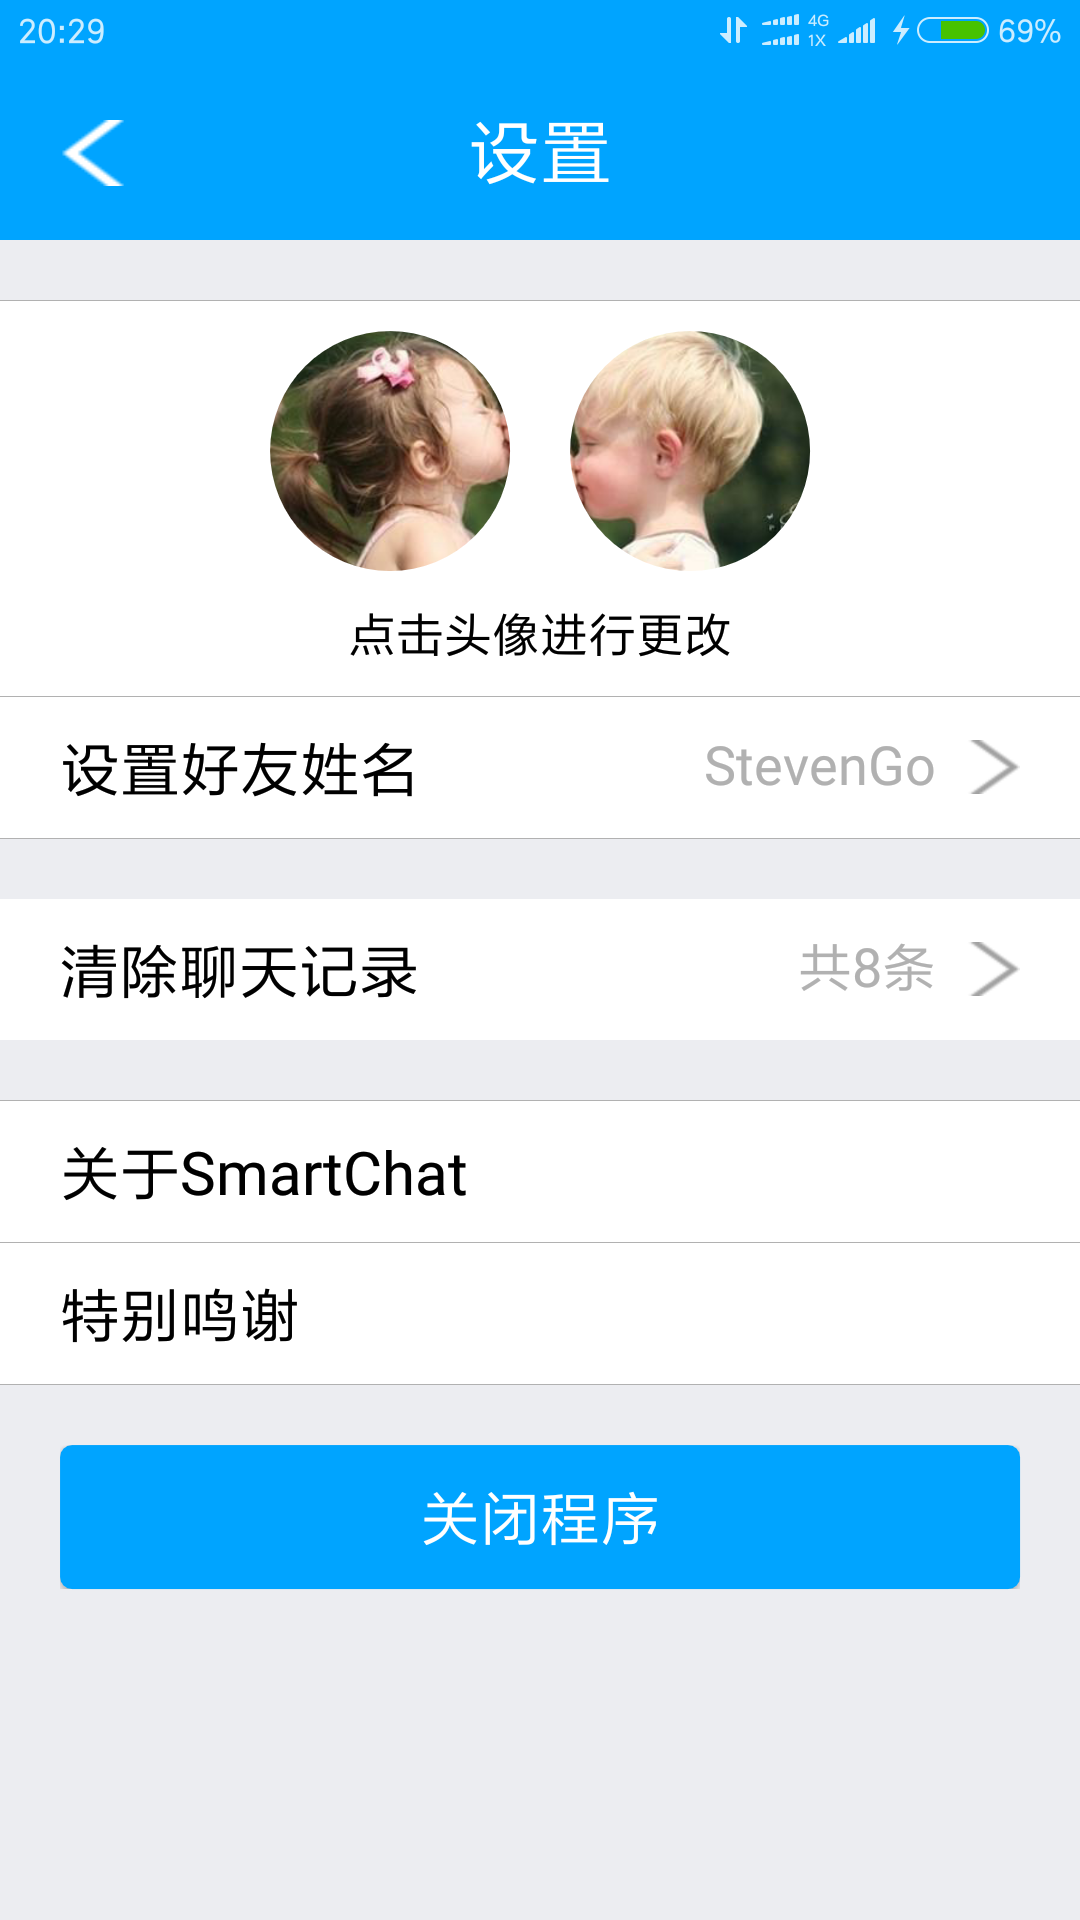 20:29
4G
1X
69%
设置
点击头像进行更改
设置好友姓名 StevenGo
清除聊天记录 共8条
关于SmartChat
特别鸣谢
关闭程序